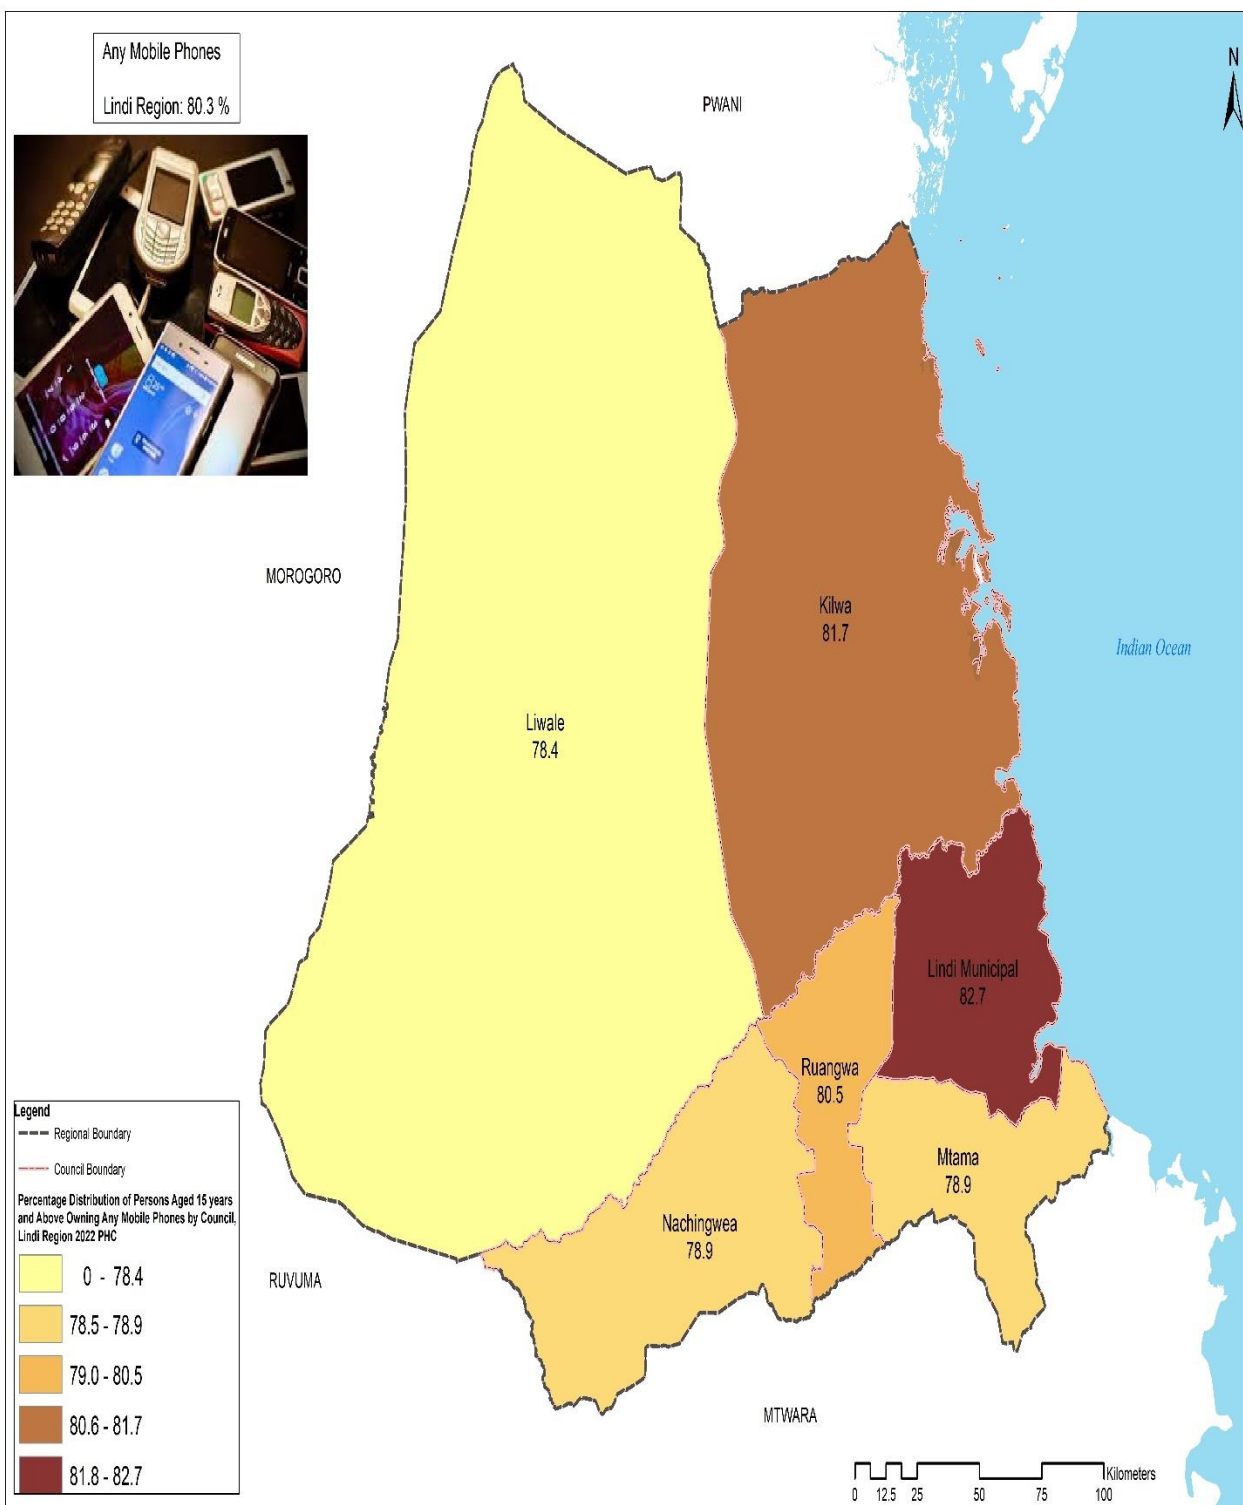 Any Mobile Phones
Lindi Region: 80.3 %
N
PWANI
MOROGORO
Kilwa
81.7
Indian Ocean
Liwale
78.4
Lindi Municipal
82.7
Ruangwa
80.5
Mtama
78.9
Nachingwea
78.9
RUVUMA
MTWARA
Legend
Regional Boundary
Council Boundary
Percentage Distribution of Persons Aged 15 years
and Above Owning Any Mobile Phones by Council,
Lindi Region 2022 PHC
0 - 78.4
78.5 - 78.9
79.0 - 80.5
80.6 - 81.7
81.8 - 82.7
Kilometers
0 12.5 25 50 75 100